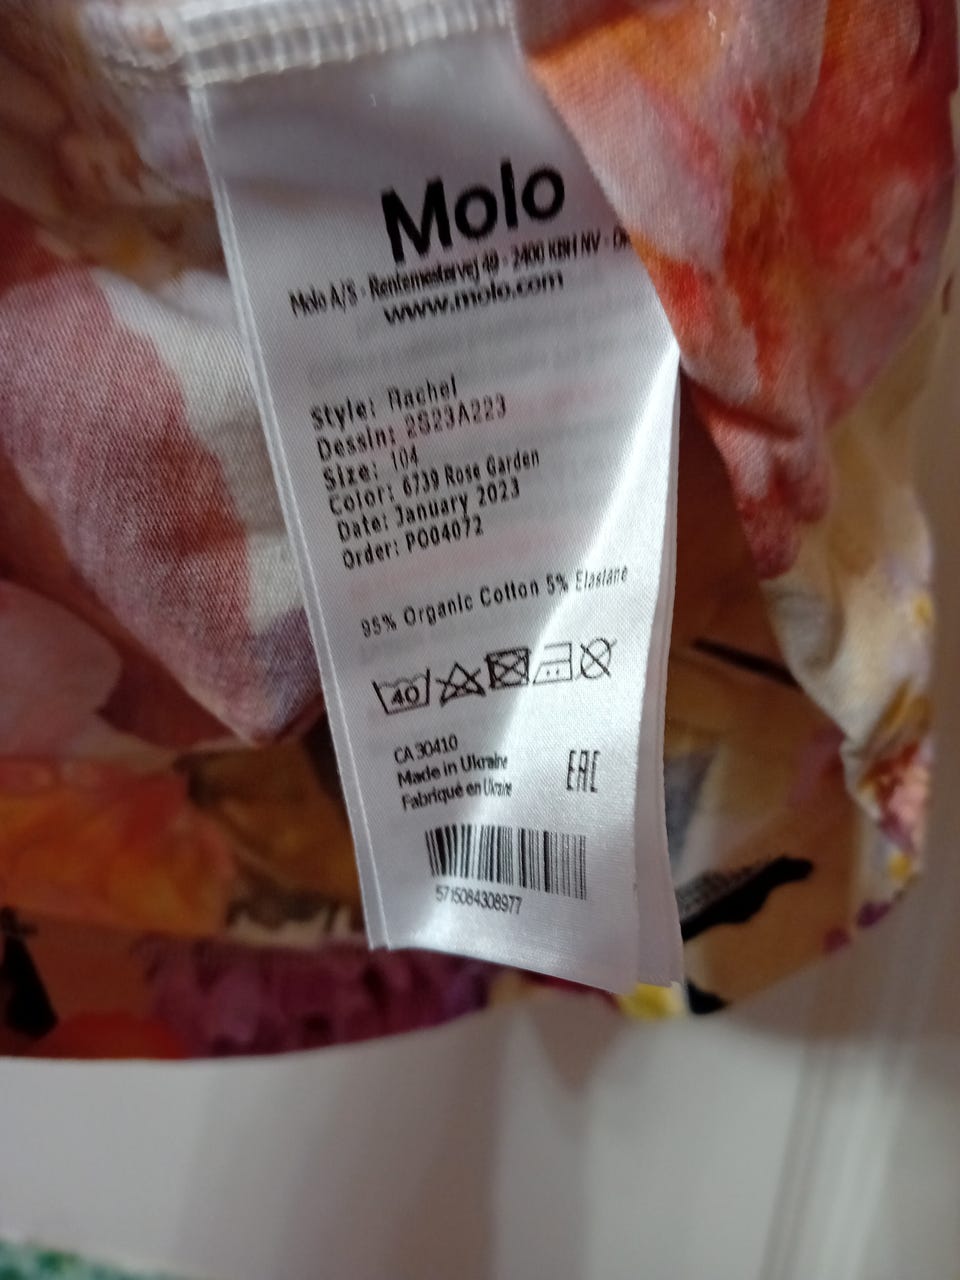 Molo
Molo A/S - Rentemestervej 49 - 2400 KBH NV -
www.molo.com
Style: Rachel
Dessin: 2S23A223
Size: 104
Color: 6739 Rose Garden
Date: January 2023
Order: PO04072
95% Organic Cotton 5% Elastane
40
CA 30410
Made in Ukraine
Fabriqué en Ukraine
EAC
5715084308977